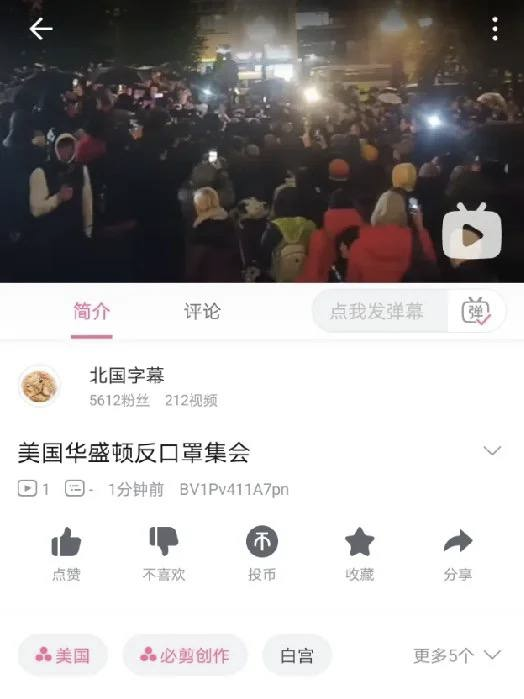 简介 评论 点我发弹幕 弹
北国字幕
5612粉丝 212视频
美国华盛顿反口罩集会
1 - 1分钟前 BV1Pv411A7pn
点赞 不喜欢 投币 收藏 分享
美国 必剪创作 白宫 更多5个